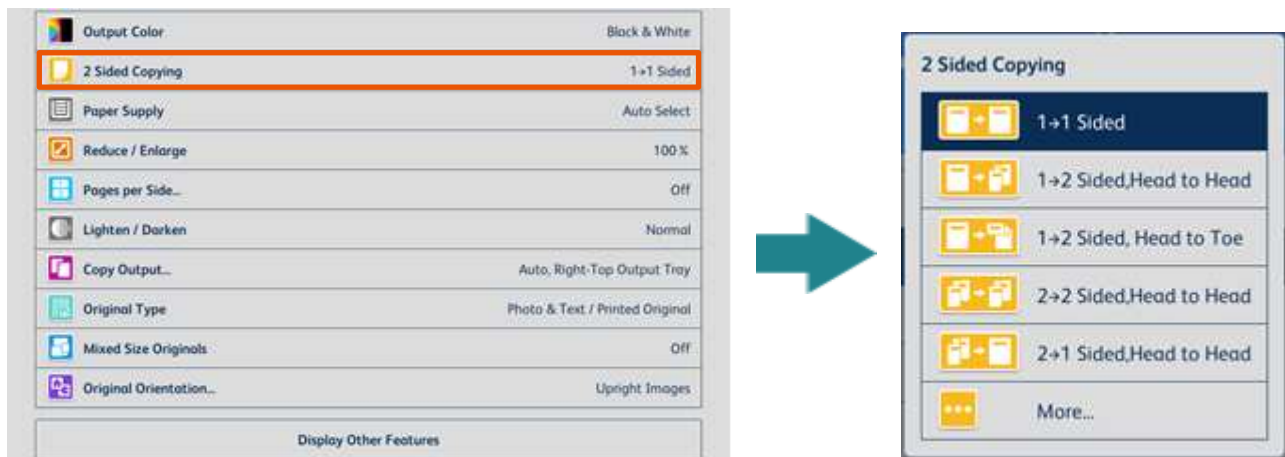 Output Color Black & White
2 Sided Copying 1→1 Sided
Paper Supply Auto Select
Reduce / Enlarge 100 %
Pages per Side... Off
Lighten / Darken Normal
Copy Output... Auto, Right-Top Output Tray
Original Type Photo & Text / Printed Original
Mixed Size Originals Off
Original Orientation... Upright Images
Display Other Features
2 Sided Copying
1→1 Sided
1→2 Sided,Head to Head
1→2 Sided, Head to Toe
2→2 Sided,Head to Head
2→1 Sided,Head to Head
More...